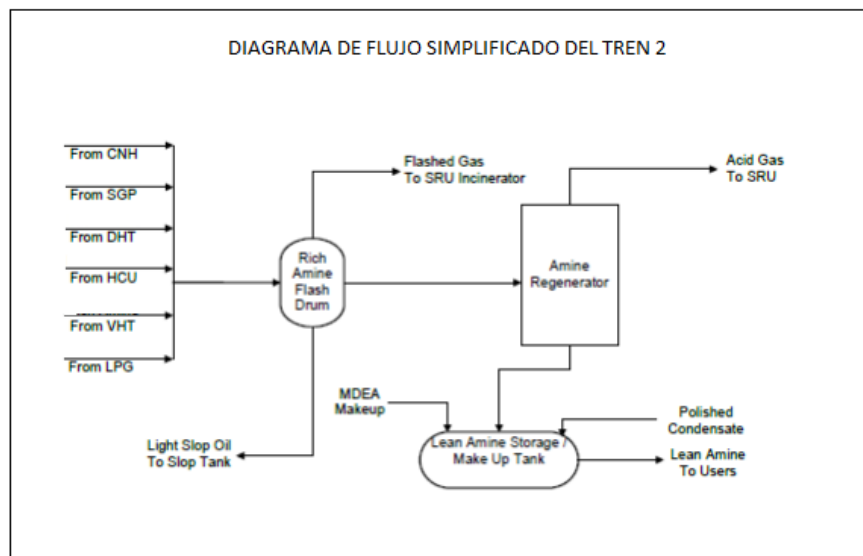 DIAGRAMA DE FLUJO SIMPLIFICADO DEL TREN 2
From CNH
From SGP
From DHT
From HCU
From VHT
From LPG
Flashed Gas
To SRU Incinerator
Acid Gas
To SRU
Rich
Amine
Flash
Drum
Amine
Regenerator
MDEA
Makeup
Polished
Condensate
Light Slop Oil
To Slop Tank
Lean Amine Storage /
Make Up Tank
Lean Amine
To Users